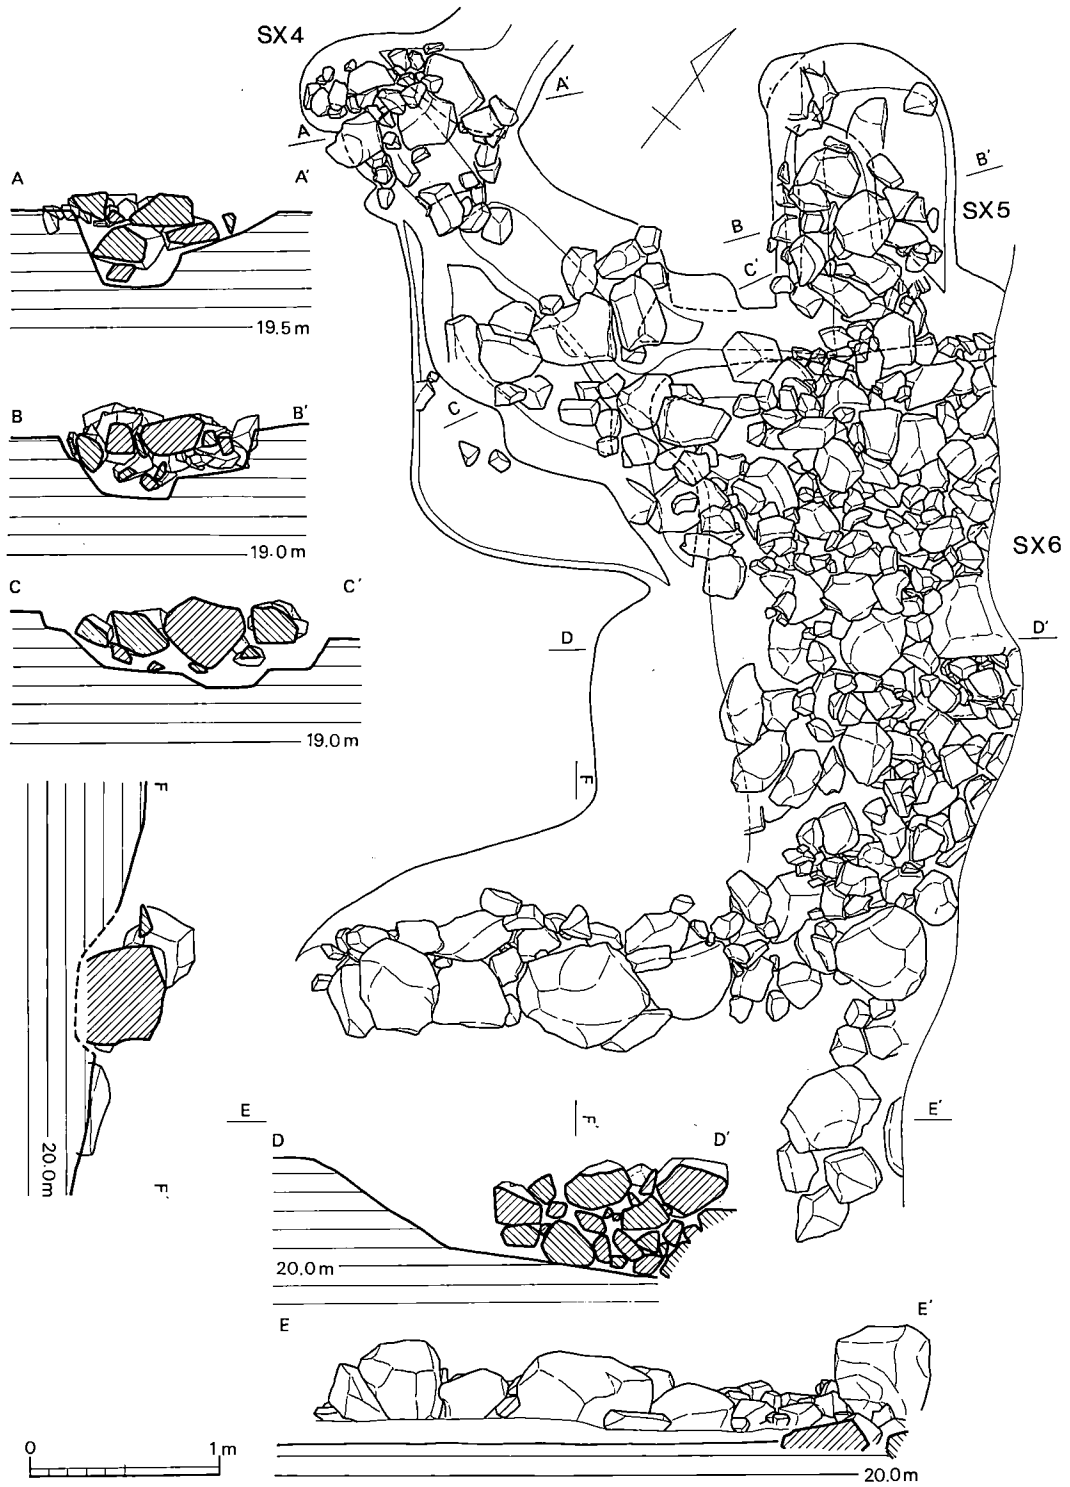 SX4
A'
A
B'
SX5
B
C'
A A'
19.5m
C
B B'
19.0m
SX6
C C'
D
D'
19.0m
F
F
E
E'
F'
20.0m
F'
D D'
20.0m
E E'
0 1m
20.0m